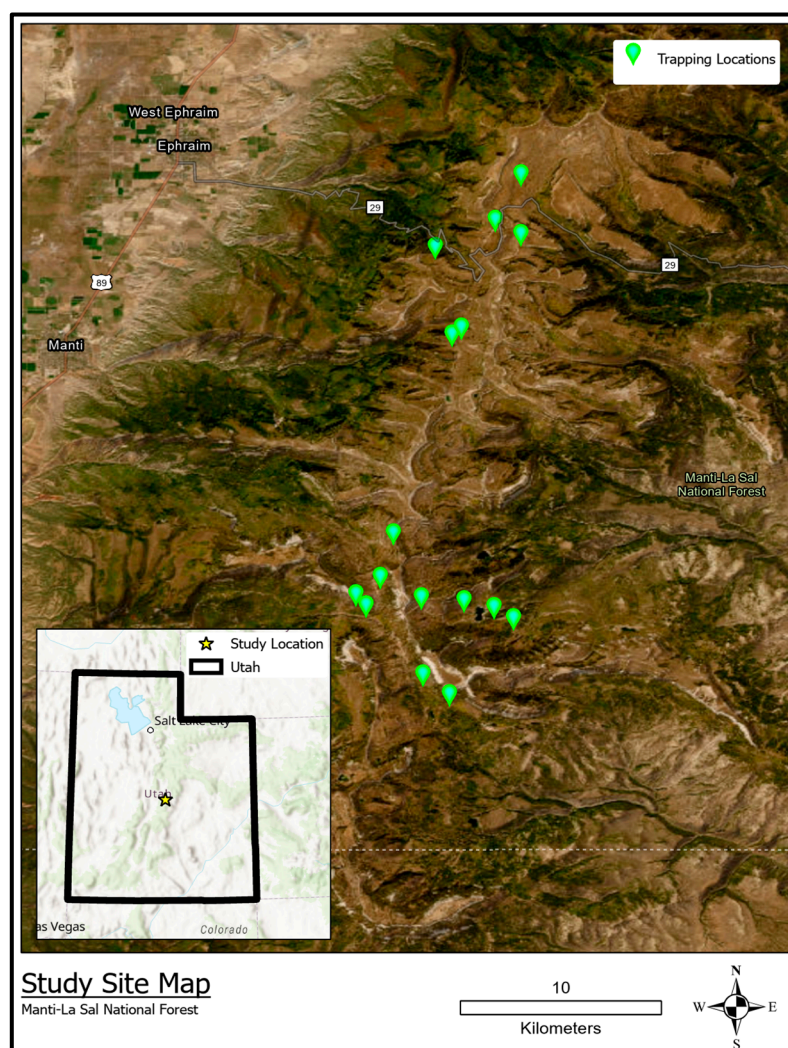 Trapping Locations
West Ephraim
Ephraim
29
89
29
Manti
Manti-La Sal
National Forest
Study Location
Utah
Salt Lake City
Utah
as Vegas
Colorado
Study Site Map
Manti-La Sal National Forest
10
Kilometers
N
W
E
S